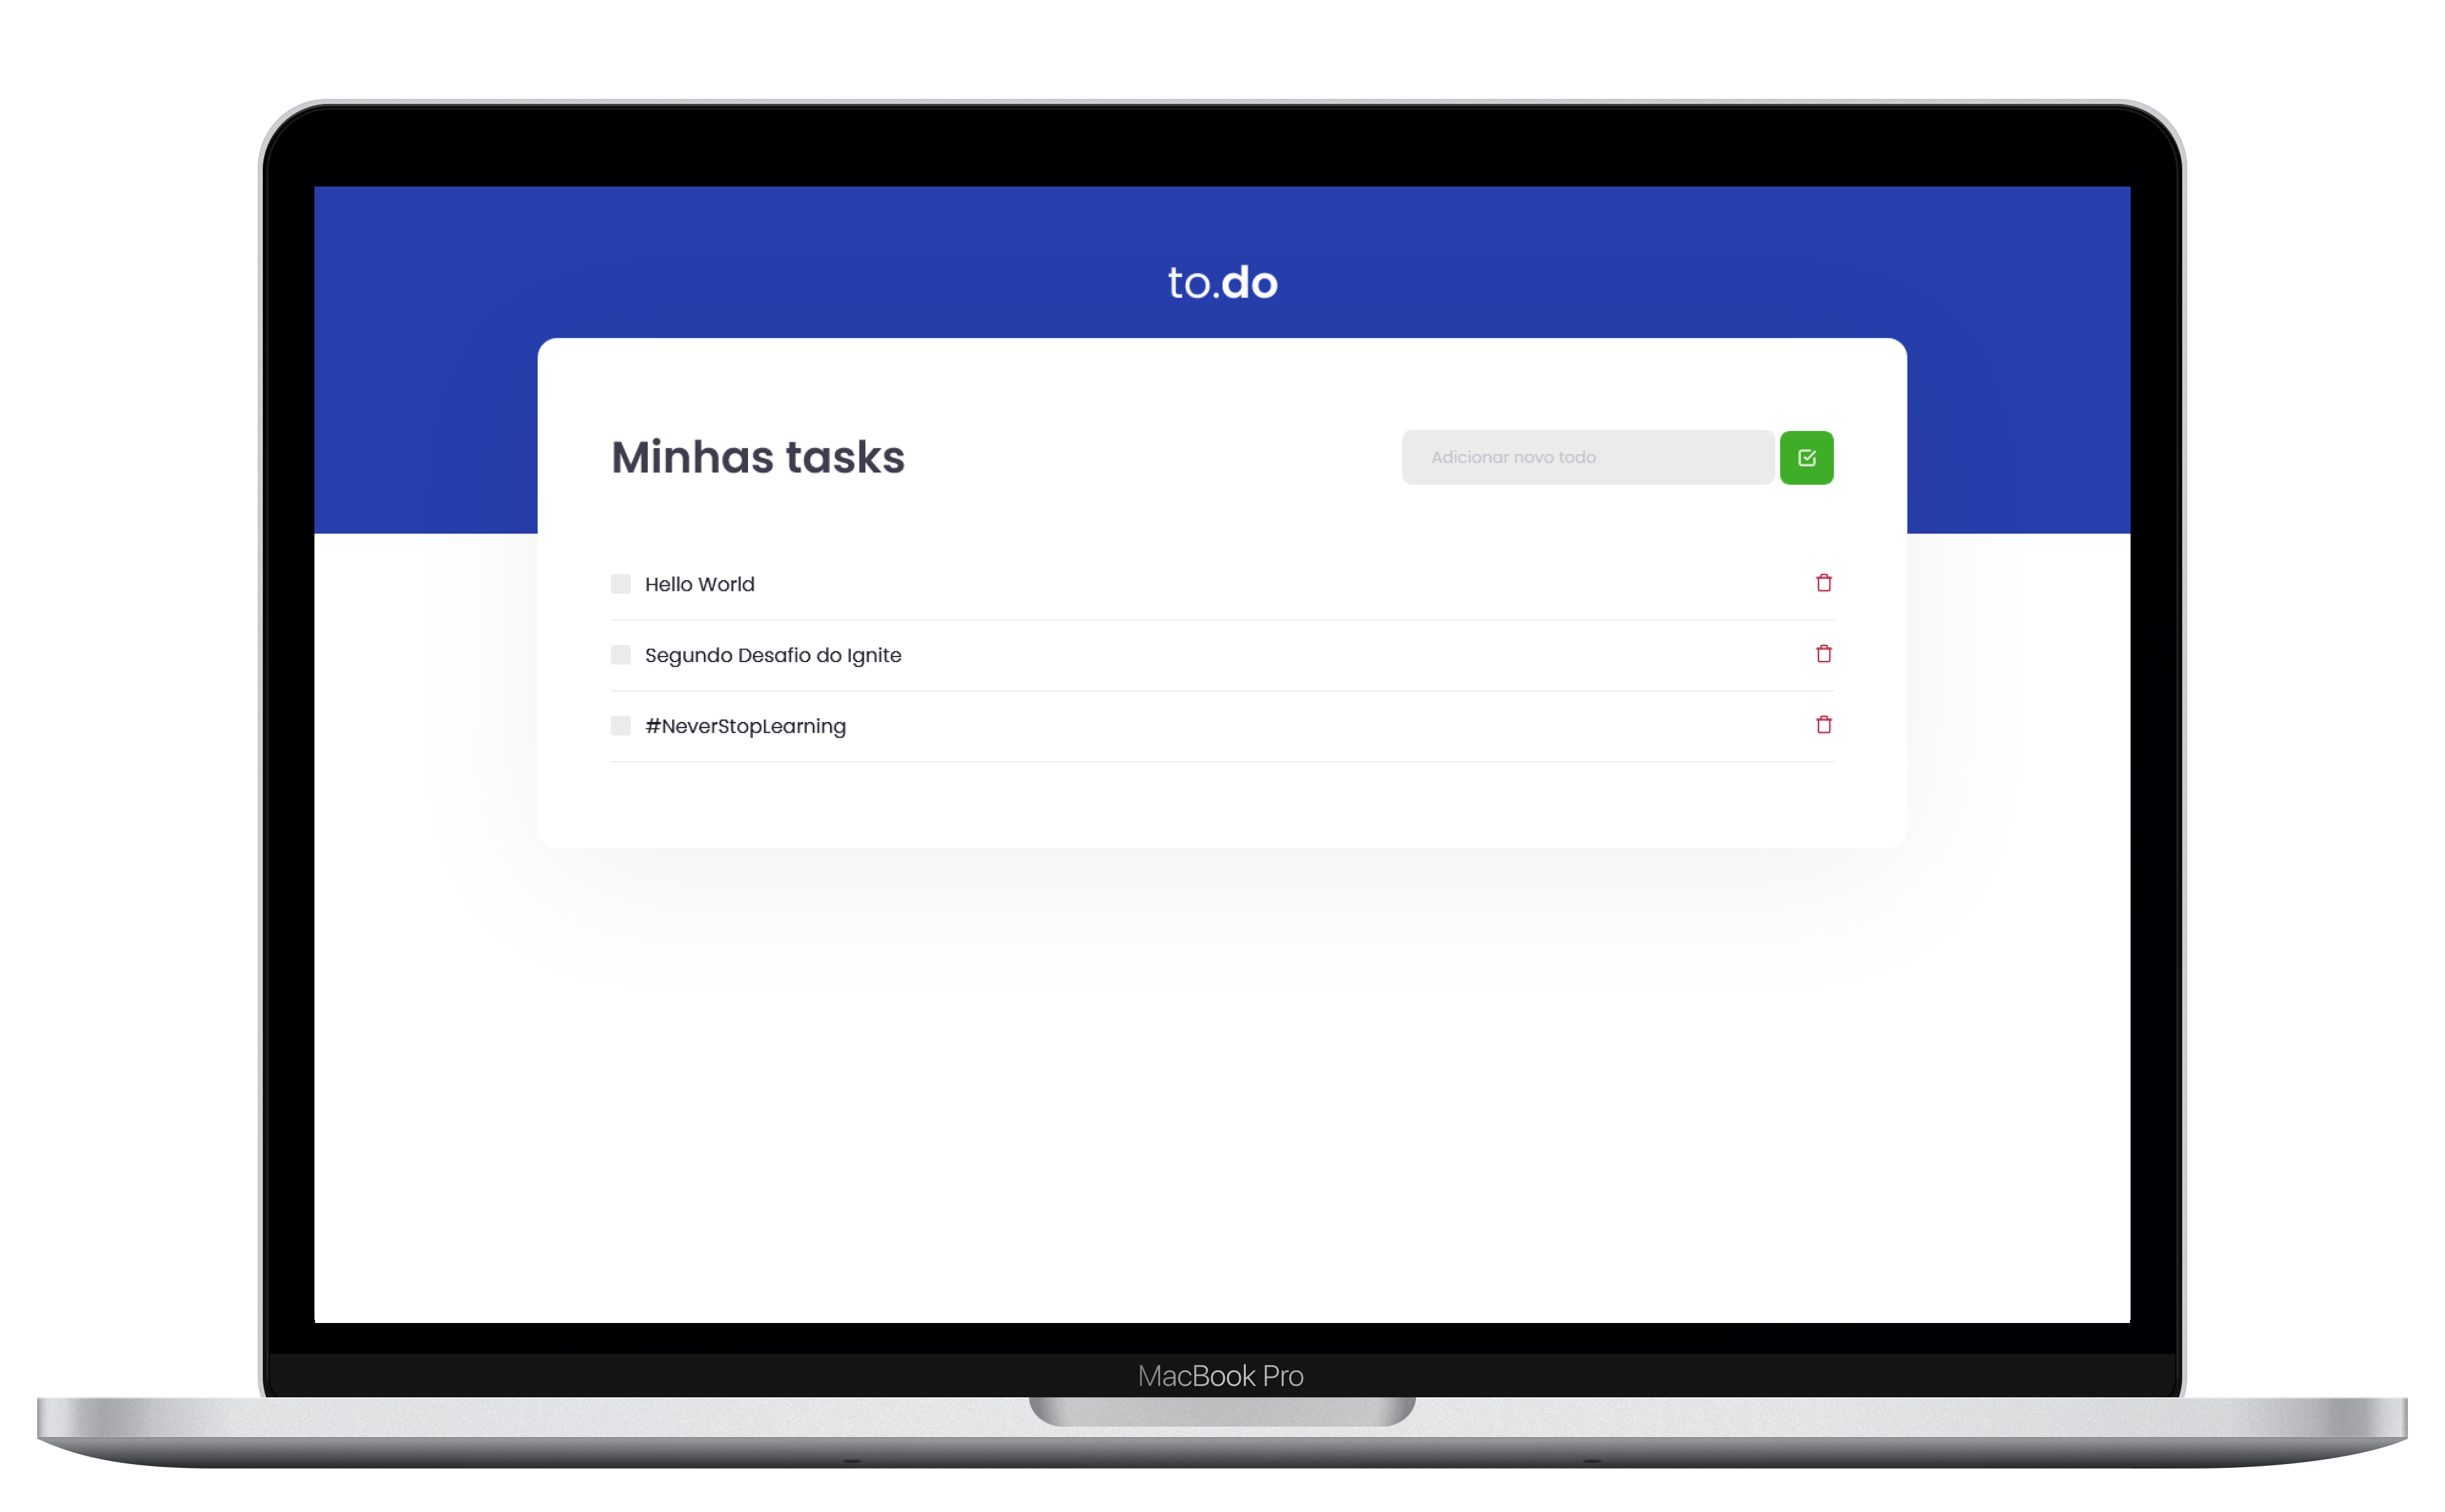 to.do
Minhas tasks
Adicionar novo todo
Hello World
Segundo Desafio do Ignite
#NeverStopLearning
MacBook Pro